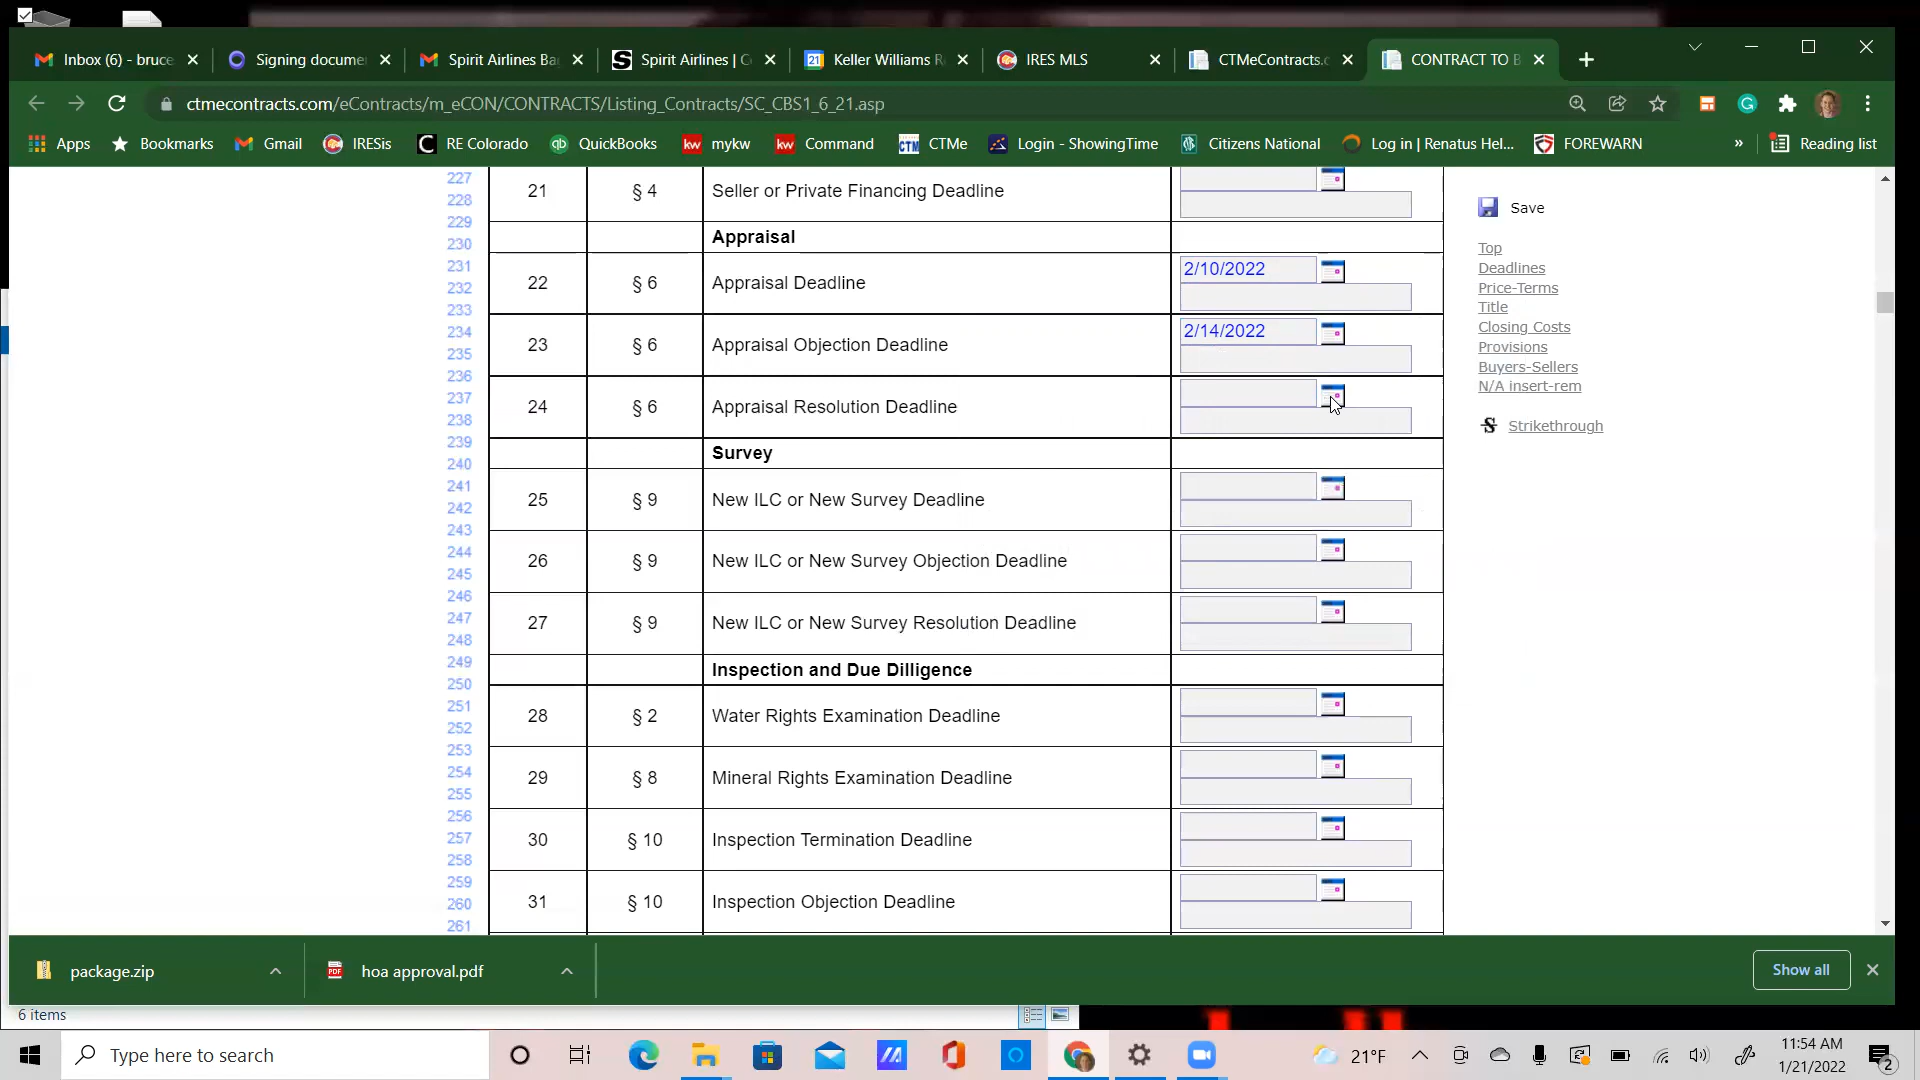 Inbox (6) - bruce
Signing docume
Spirit Airlines Ba
Spirit Airlines | C
Keller Williams R
IRES MLS
CTMeContracts.c
CONTRACT TO B
ctmecontracts.com/eContracts/m_eCON/CONTRACTS/Listing_Contracts/SC_CBS1_6_21.asp
Apps
Bookmarks
Gmail
IRESis
RE Colorado
QuickBooks
kw mykw
kw Command
CTM CTMe
Login - ShowingTime
Citizens National
Log in | Renatus Hel...
FOREWARN
»
Reading list
227
228
229
230
231
232
233
234
235
236
237
238
239
240
241
242
243
244
245
246
247
248
249
250
251
252
253
254
255
256
257
258
259
260
261
21 § 4 Seller or Private Financing Deadline
Appraisal
22 § 6 Appraisal Deadline 2/10/2022
23 § 6 Appraisal Objection Deadline 2/14/2022
24 § 6 Appraisal Resolution Deadline
Survey
25 § 9 New ILC or New Survey Deadline
26 § 9 New ILC or New Survey Objection Deadline
27 § 9 New ILC or New Survey Resolution Deadline
Inspection and Due Dilligence
28 § 2 Water Rights Examination Deadline
29 § 8 Mineral Rights Examination Deadline
30 § 10 Inspection Termination Deadline
31 § 10 Inspection Objection Deadline
Save
Top
Deadlines
Price-Terms
Title
Closing Costs
Provisions
Buyers-Sellers
N/A insert-rem
S Strikethrough
package.zip
PDF hoa approval.pdf
Show all
6 items
Type here to search
21°F
11:54 AM
1/21/2022
2